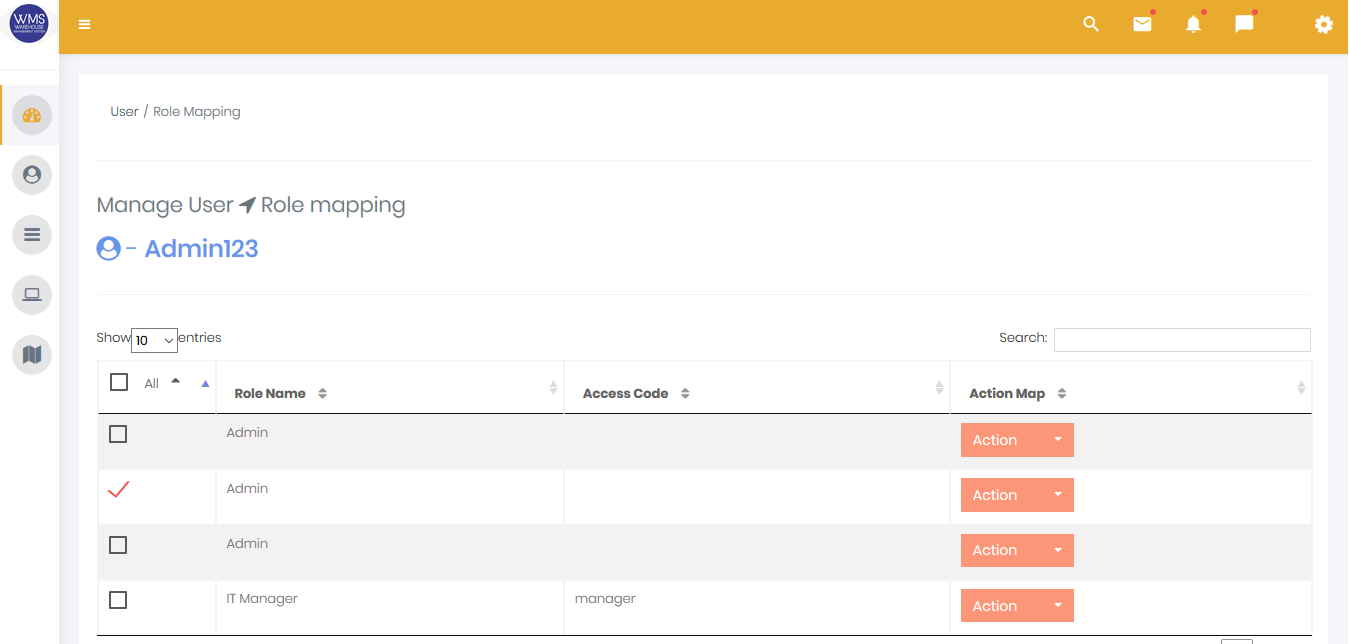 WMS
WAREHOUSE
MANAGEMENT SYSTEM
User / Role Mapping
Manage User Role mapping
- Admin123
Show 10 entries
Search:
All Role Name Access Code Action Map
Admin Action
Admin Action
Admin Action
IT Manager manager Action